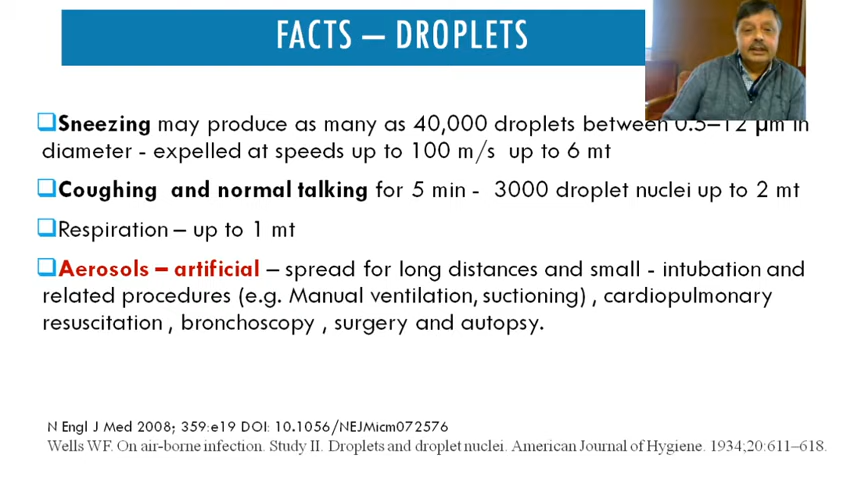 FACTS – DROPLETS
❑Sneezing may produce as many as 40,000 droplets between 0.5–12 µm in
diameter - expelled at speeds up to 100 m/s up to 6 mt
❑Coughing and normal talking for 5 min - 3000 droplet nuclei up to 2 mt
❑Respiration – up to 1 mt
❑Aerosols – artificial – spread for long distances and small - intubation and
related procedures (e.g. Manual ventilation, suctioning) , cardiopulmonary
resuscitation , bronchoscopy , surgery and autopsy.
N Engl J Med 2008; 359:e19 DOI: 10.1056/NEJMicm072576
Wells WF. On air-borne infection. Study II. Droplets and droplet nuclei. American Journal of Hygiene. 1934;20:611–618.